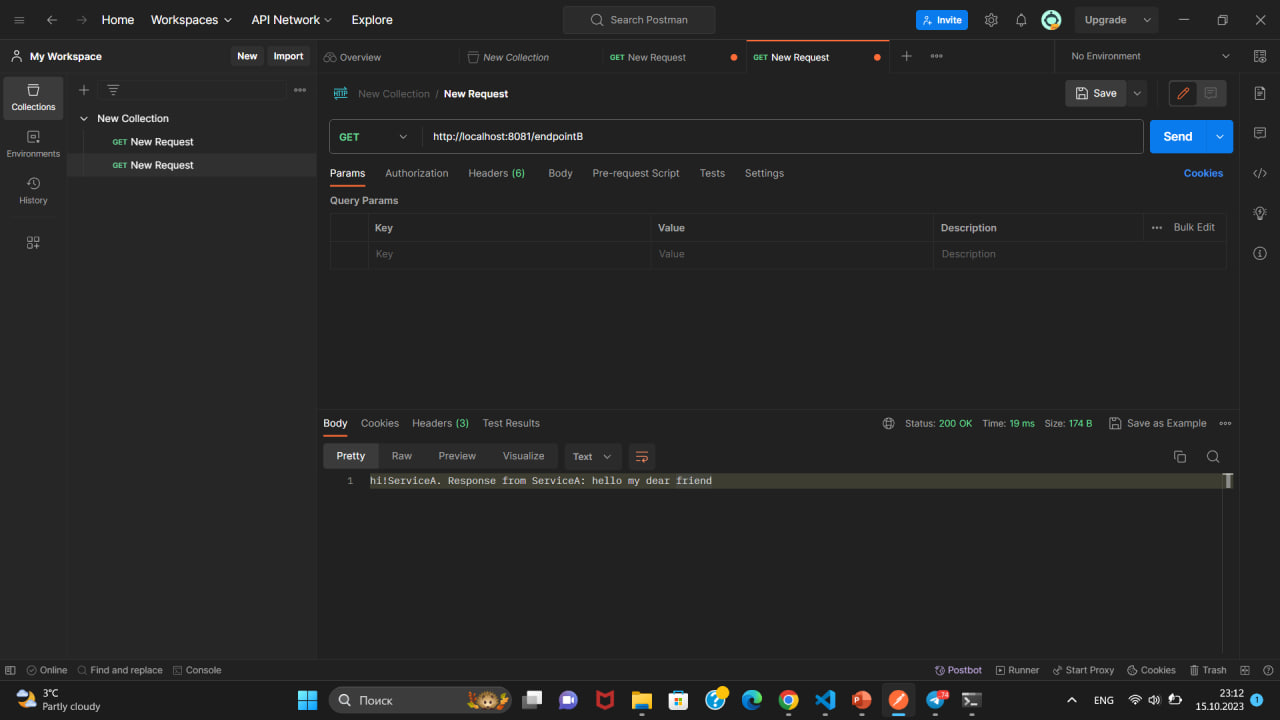 Home Workspaces API Network Explore Search Postman Invite Upgrade
My Workspace New Import Overview New Collection GET New Request GET New Request No Environment
Collections
Environments
History
New Collection
GET New Request
GET New Request
HTTP New Collection / New Request Save
GET http://localhost:8081/endpointB Send
Params Authorization Headers (6) Body Pre-request Script Tests Settings Cookies
Query Params
Key Value Description Bulk Edit
Key Value Description
Body Cookies Headers (3) Test Results Status: 200 OK Time: 19 ms Size: 174 B Save as Example
Pretty Raw Preview Visualize Text
1 hi!ServiceA. Response from ServiceA: hello my dear friend
Online Find and replace Console Postbot Runner Start Proxy Cookies Trash
3°C
Partly cloudy
Поиск
74
ENG
23:12
15.10.2023
1